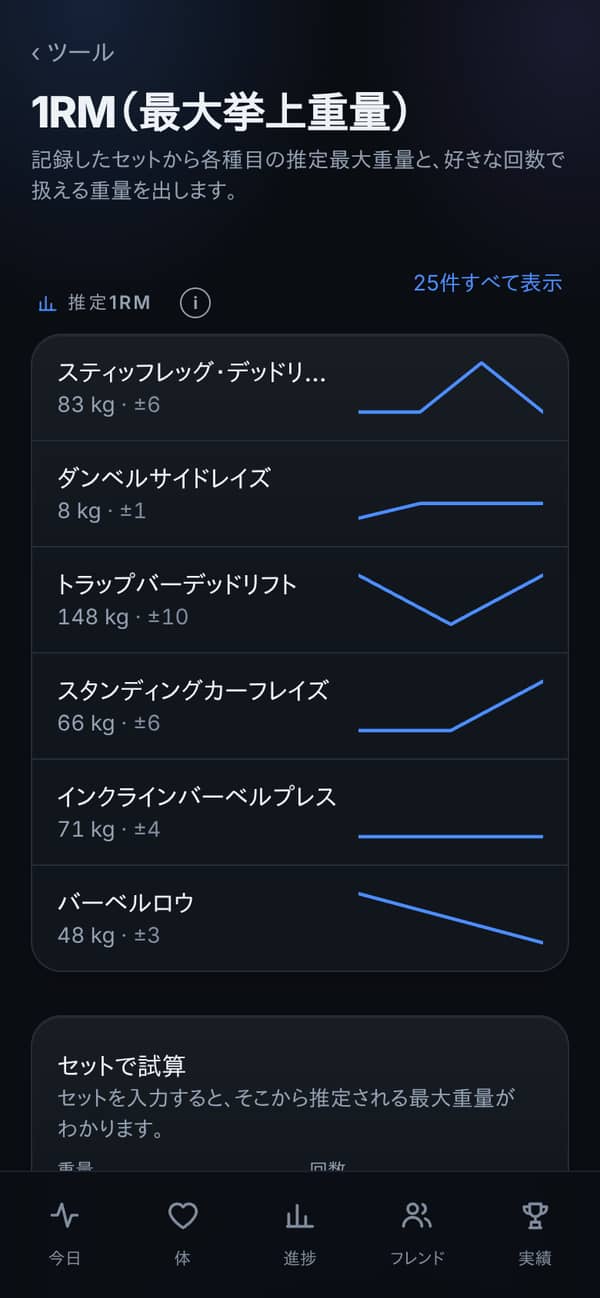 ‹ ツール
1RM（最大挙上重量）
記録したセットから各種目の推定最大重量と、好きな回数で
扱える重量を出します。
25件すべて表示
推定1RM
スティッフレッグ・デッドリ...
83 kg · ±6
ダンベルサイドレイズ
8 kg · ±1
トラップバーデッドリフト
148 kg · ±10
スタンディングカーフレイズ
66 kg · ±6
インクラインバーベルプレス
71 kg · ±4
バーベルロウ
48 kg · ±3
セットで試算
セットを入力すると、そこから推定される最大重量が
わかります。
重量 回数
今日 体 進捗 フレンド 実績